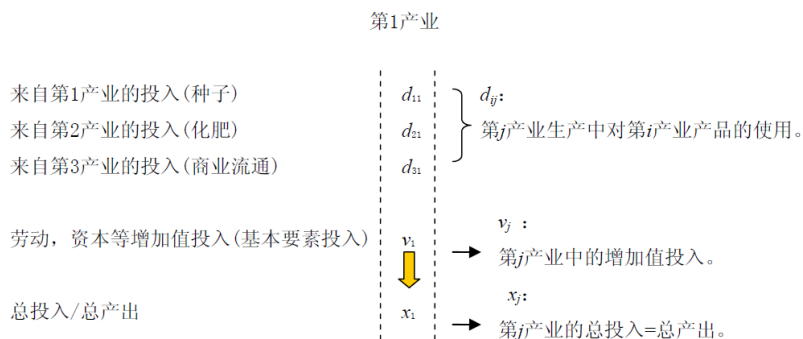 第1产业
来自第1产业的投入(种子) d₁₁ dᵢⱼ:
来自第2产业的投入(化肥) d₂₁ 第j产业生产中对第i产业产品的使用。
来自第3产业的投入(商业流通) d₃₁
劳动, 资本等增加值投入(基本要素投入) v₁ vⱼ :
第j产业中的增加值投入。
总投入/总产出 x₁ xⱼ:
第j产业的总投入=总产出。